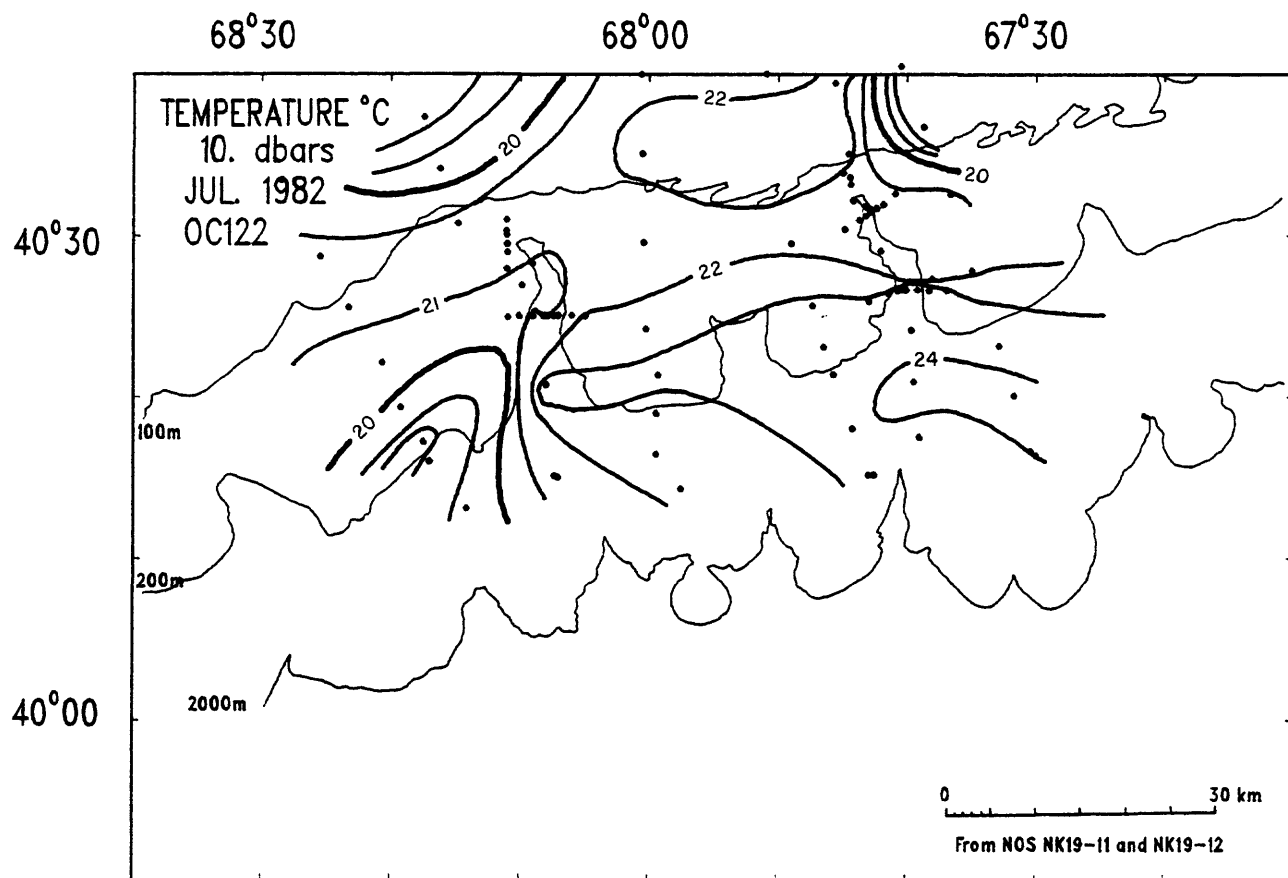 68°30 68°00 67°30
TEMPERATURE °C
10. dbars
JUL. 1982
OC122
22
20
20
40°30
22
21
24
20
100m
200m
2000m
40°00
0 30 km
From NOS NK19-11 and NK19-12